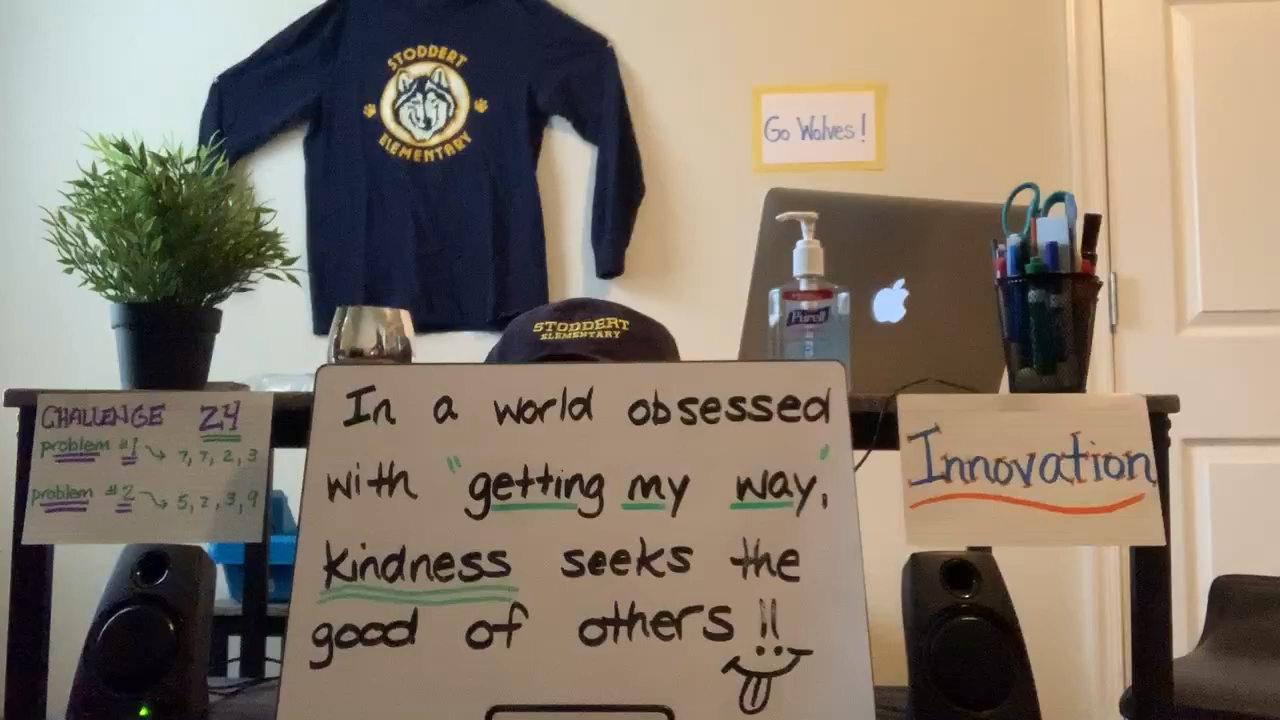 STODDERT
ELEMENTARY
Go Wolves!
Purell
STODDERT
ELEMENTARY
CHALLENGE 24
problem #1 → 7, 7, 2, 3
problem #2 → 5, 2, 3, 9
In a world obsessed
with "getting my way,"
kindness seeks the
good of others!!
Innovation